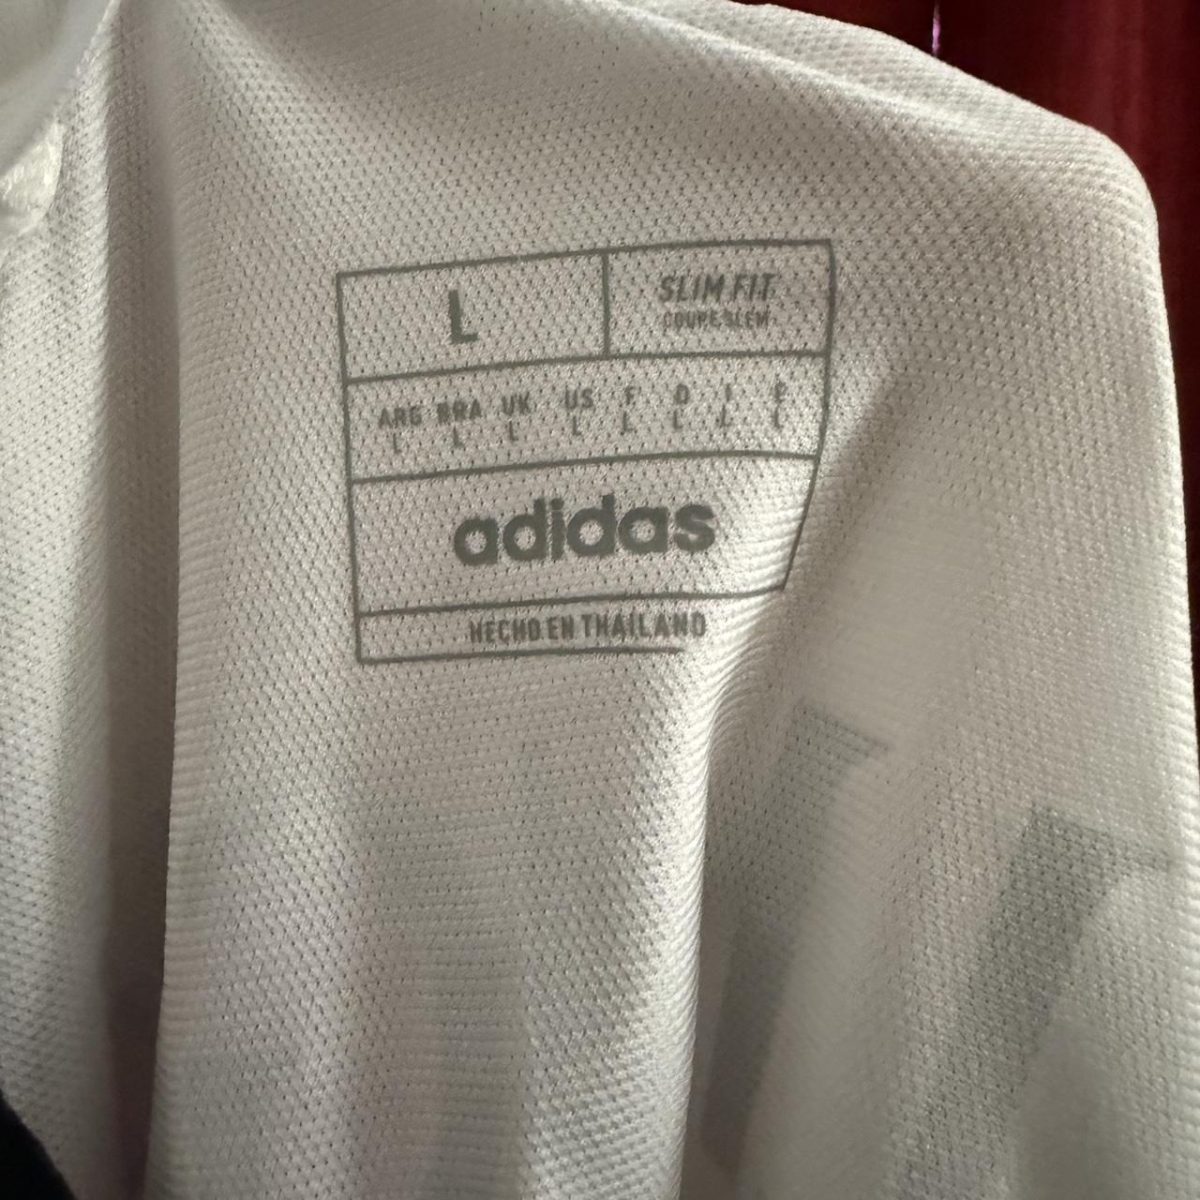 L
SLIM FIT
COUPE SLIM
ARG BRA UK US F D I E
L L L L L L L L
adidas
HECHO EN THAILAND